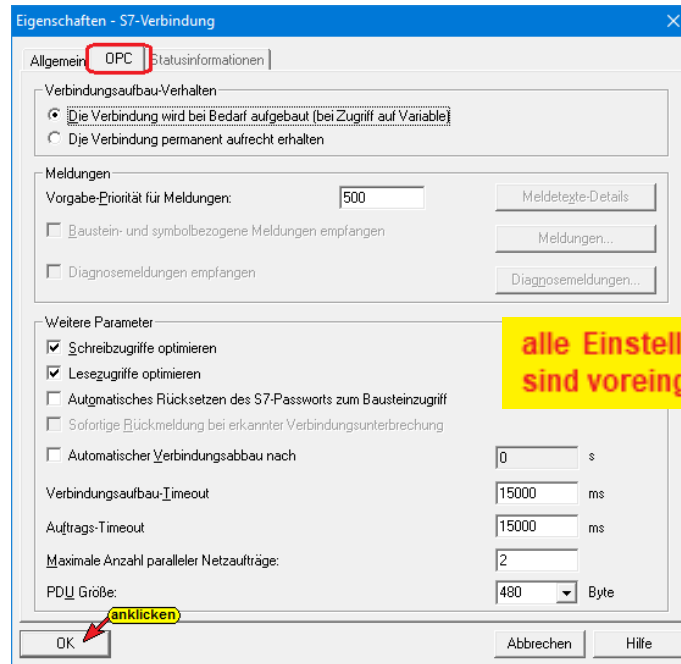 Eigenschaften - S7-Verbindung
Allgemein OPC Statusinformationen
Verbindungsaufbau-Verhalten
Die Verbindung wird bei Bedarf aufgebaut (bei Zugriff auf Variable)
Die Verbindung permanent aufrecht erhalten
Meldungen
Vorgabe-Priorität für Meldungen: 500 Meldetexte-Details
Baustein- und symbolbezogene Meldungen empfangen Meldungen...
Diagnosemeldungen empfangen Diagnosemeldungen...
Weitere Parameter
alle Einstell
sind voreing
Schreibzugriffe optimieren
Lesezugriffe optimieren
Automatisches Rücksetzen des S7-Passworts zum Bausteinzugriff
Sofortige Rückmeldung bei erkannter Verbindungsunterbrechung
Automatischer Verbindungsabbau nach 0 s
Verbindungsaufbau-Timeout 15000 ms
Auftrags-Timeout 15000 ms
Maximale Anzahl paralleler Netzaufträge: 2
PDU Größe: 480 Byte
anklicken
OK Abbrechen Hilfe